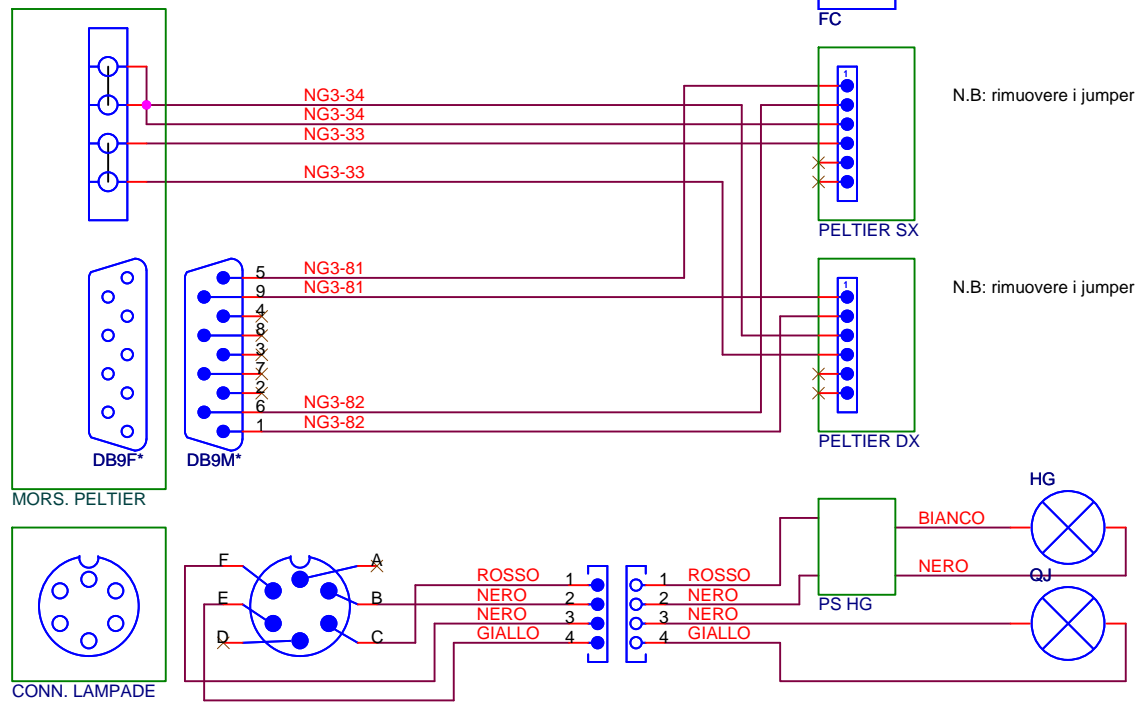 FC
N.B: rimuovere i jumper
NG3-34
NG3-34
NG3-33
NG3-33
1
PELTIER SX
N.B: rimuovere i jumper
5
NG3-81
9
NG3-81
4
8
3
7
2
6
NG3-82
1
NG3-82
1
PELTIER DX
DB9F*
DB9M*
MORS. PELTIER
HG
BIANCO
NERO
QJ
PS HG
F
A
E
B
D
C
ROSSO 1
NERO 2
NERO 3
GIALLO 4
1 ROSSO
2 NERO
3 NERO
4 GIALLO
CONN. LAMPADE